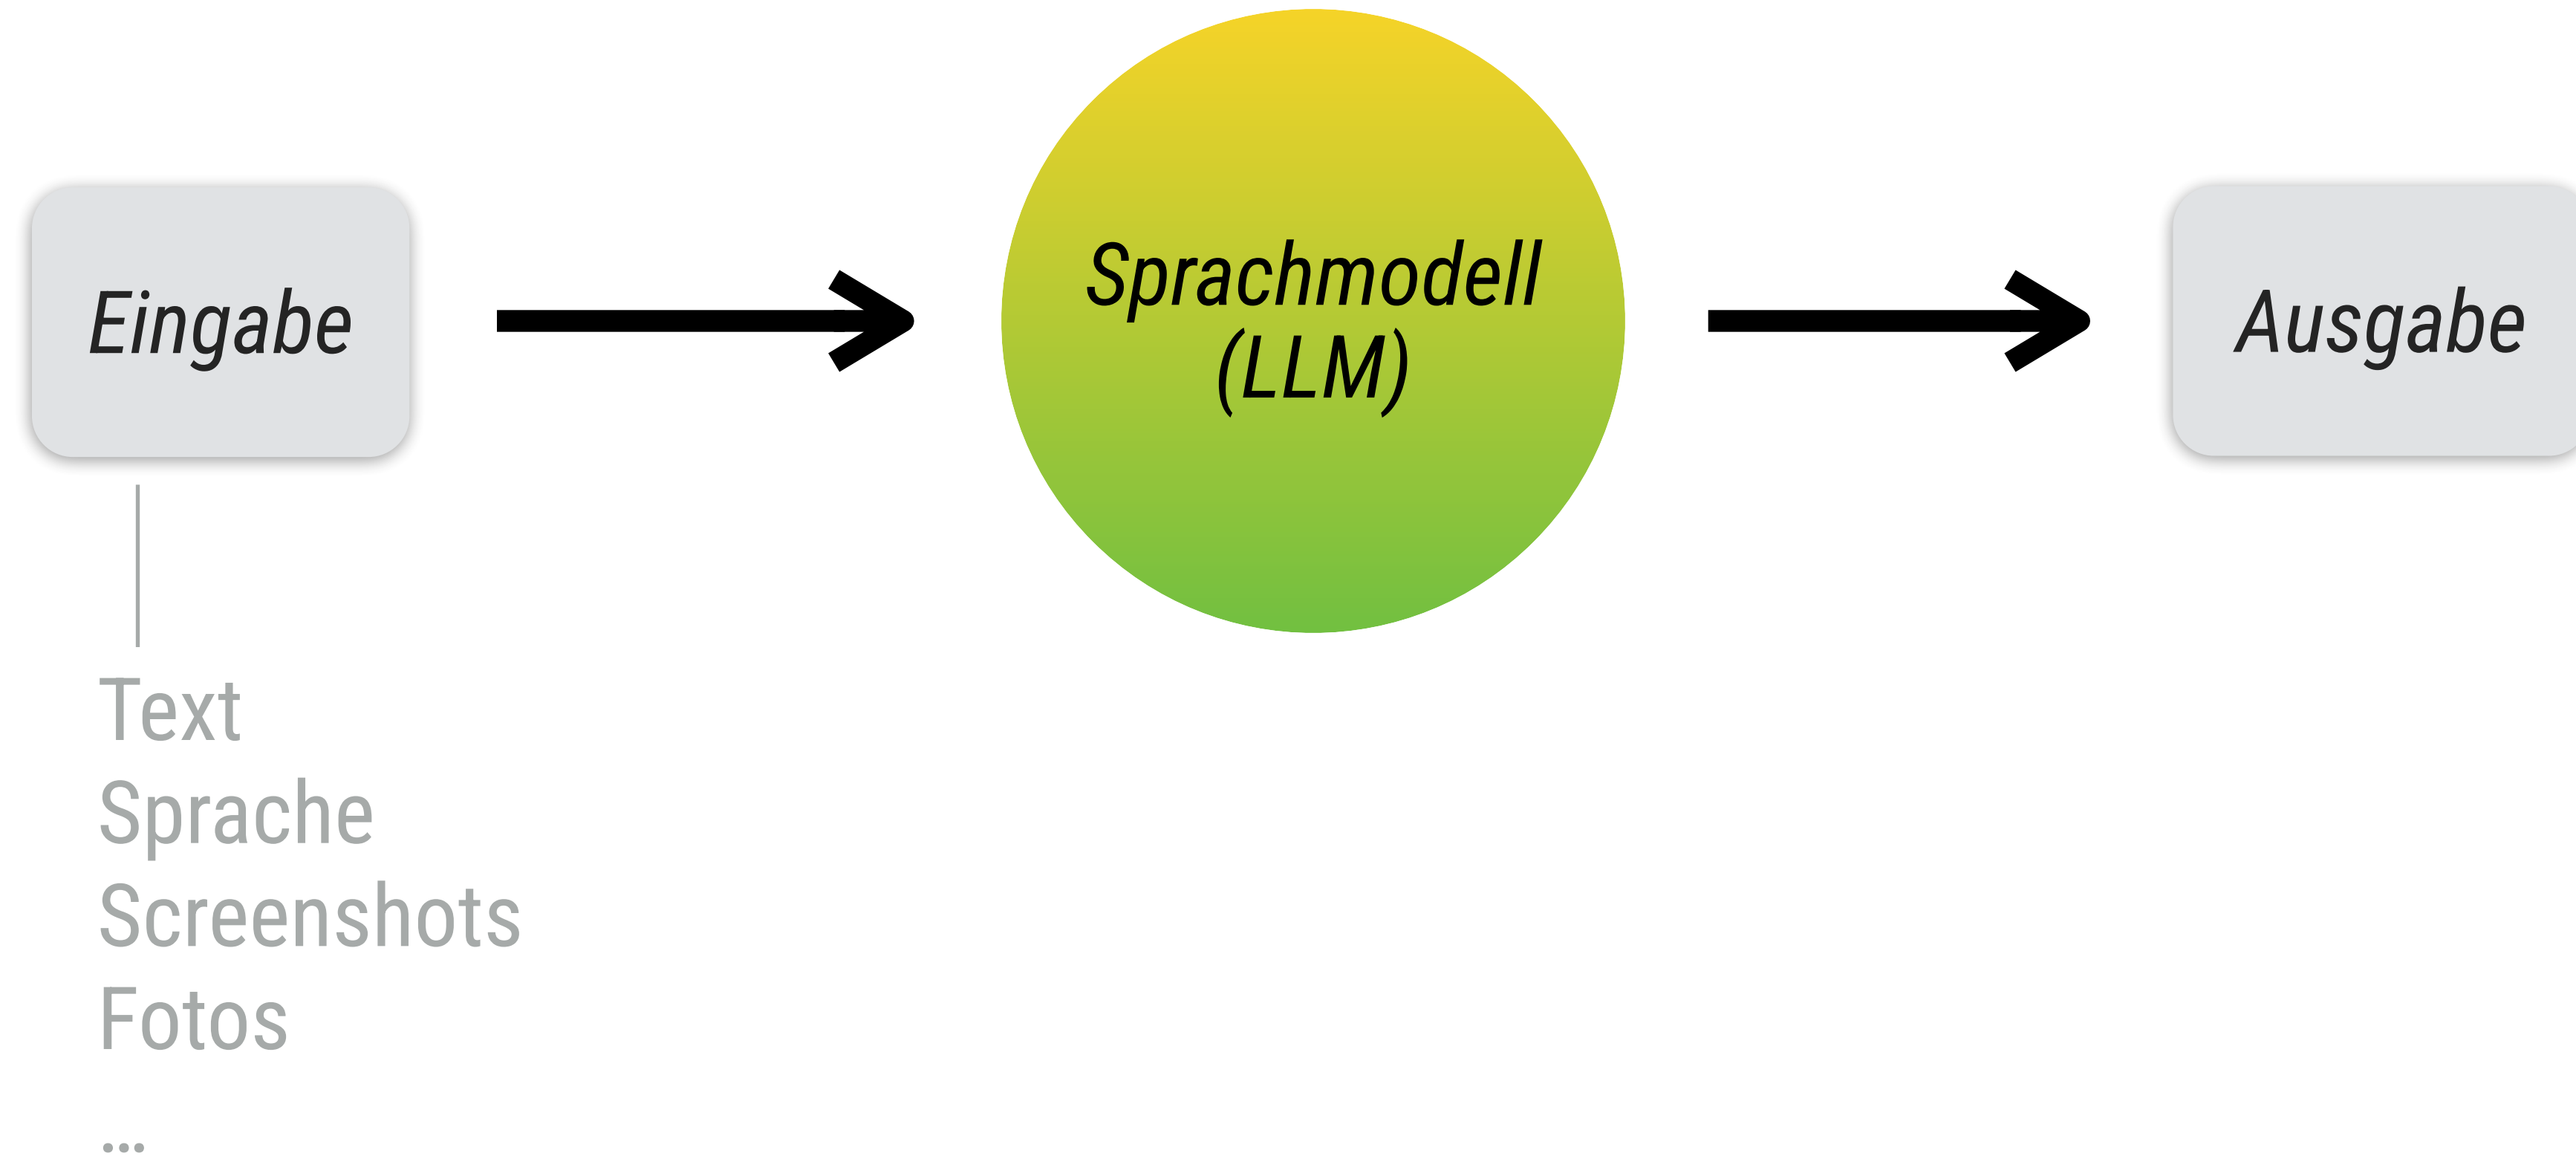 Eingabe
Sprachmodell
(LLM)
Ausgabe
Text
Sprache
Screenshots
Fotos
...